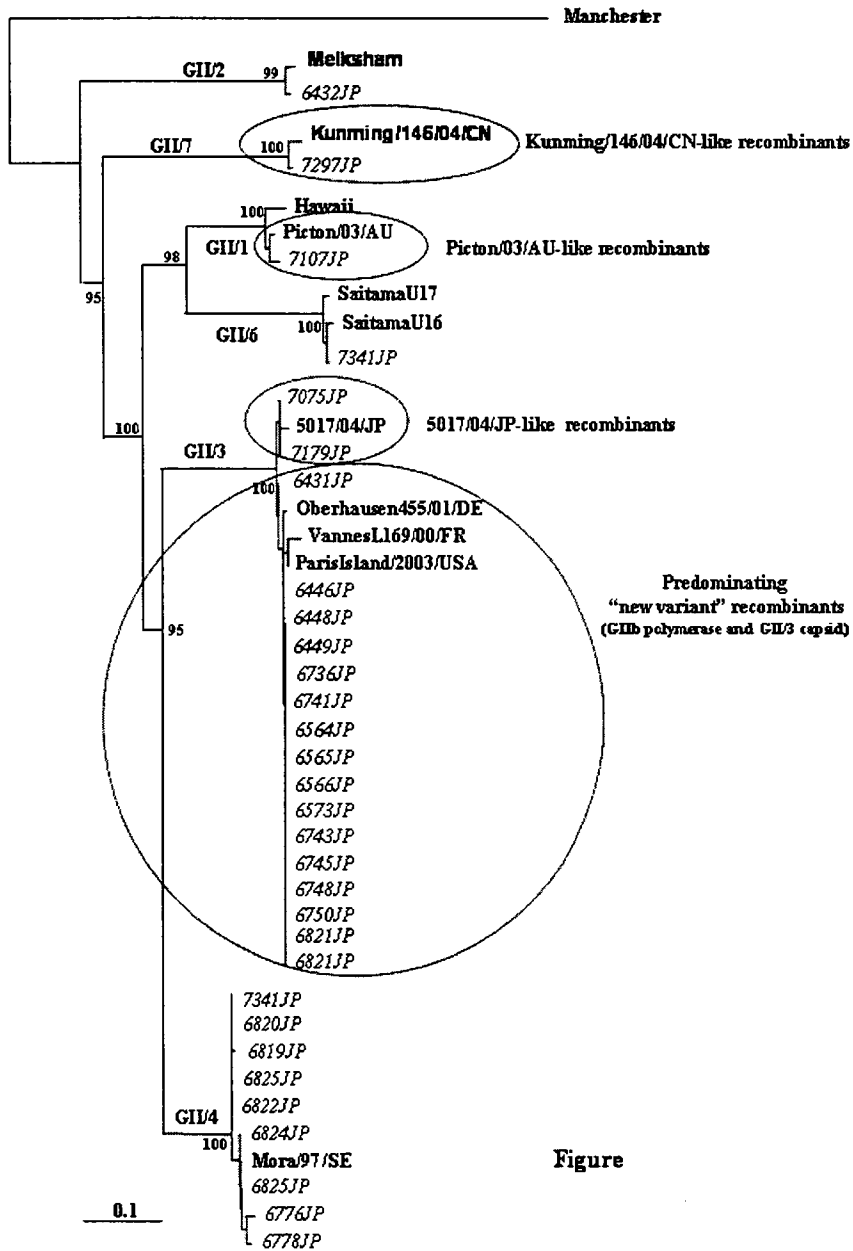 Manchester
Melksham
GII/2
99
6432JP
Kunming/146/04/CN
GII/7
100
Kunming/146/04/CN-like recombinants
7297JP
Hawaii
100
Picton/03/AU
GII/1
Picton/03/AU-like recombinants
98
7107JP
SaitamaU17
95
SaitamaU16
100
GII/6
7341JP
7075JP
5017/04/JP
5017/04/JP-like recombinants
100
GII/3
7179JP
6431JP
100
Oberhausen455/01/DE
VannesL169/00/FR
ParisIsland/2003/USA
Predominating
"new variant" recombinants
(GIIb polymerase and GII/3 capsid)
6446JP
6448JP
95
6449JP
6736JP
6741JP
6564JP
6565JP
6566JP
6573JP
6743JP
6745JP
6748JP
6750JP
6821JP
6821JP
7341JP
6820JP
6819JP
6825JP
6822JP
GII/4
6824JP
100
Mora/97/SE
Figure
6825JP
0.1
6776JP
6778JP